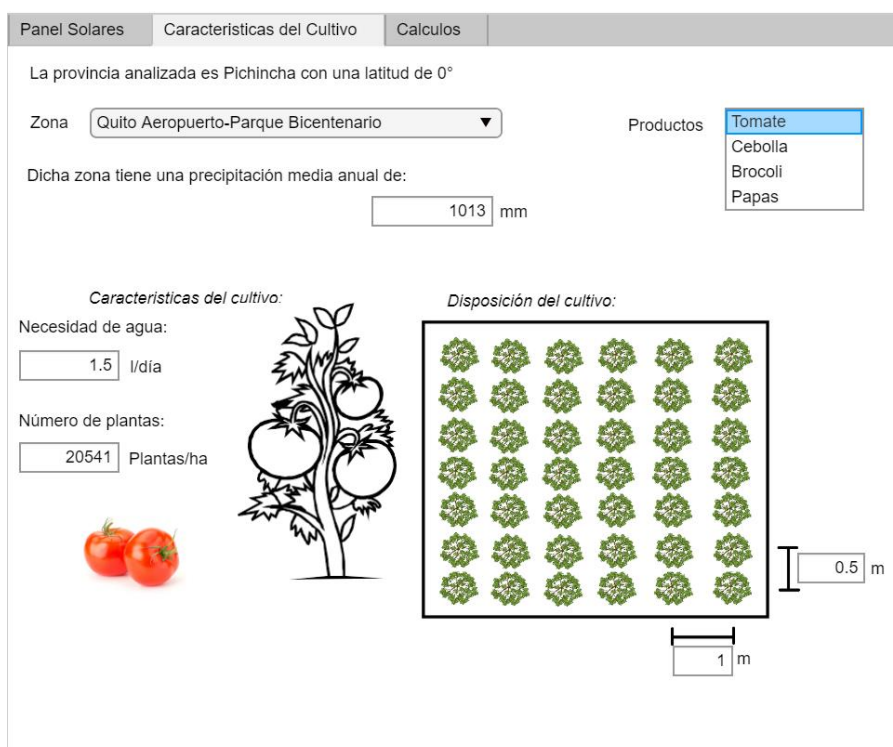 Panel Solares Caracteristicas del Cultivo Calculos
La provincia analizada es Pichincha con una latitud de 0°
Zona Quito Aeropuerto-Parque Bicentenario Productos Tomate
Cebolla
Brocoli
Papas
Dicha zona tiene una precipitación media anual de:
1013 mm
Caracteristicas del cultivo: Disposición del cultivo:
Necesidad de agua:
1.5 l/día
Número de plantas:
20541 Plantas/ha
0.5 m
1 m